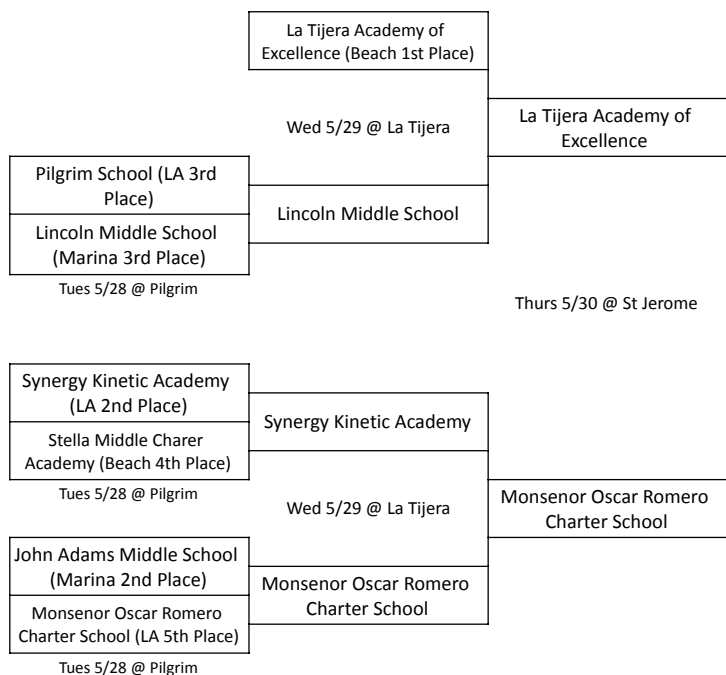 La Tijera Academy of
Excellence (Beach 1st Place)
Wed 5/29 @ La Tijera
La Tijera Academy of
Excellence
Pilgrim School (LA 3rd
Place)
Lincoln Middle School
Lincoln Middle School
(Marina 3rd Place)
Tues 5/28 @ Pilgrim
Thurs 5/30 @ St Jerome
Synergy Kinetic Academy
(LA 2nd Place)
Synergy Kinetic Academy
Stella Middle Charer
Academy (Beach 4th Place)
Tues 5/28 @ Pilgrim
Wed 5/29 @ La Tijera
Monsenor Oscar Romero
Charter School
John Adams Middle School
(Marina 2nd Place)
Monsenor Oscar Romero
Charter School
Monsenor Oscar Romero
Charter School (LA 5th Place)
Tues 5/28 @ Pilgrim